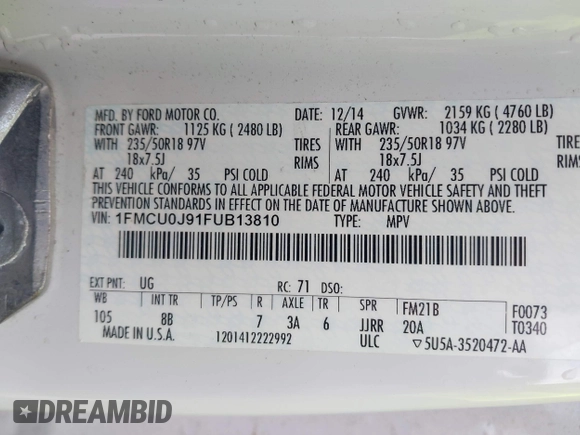 MFD. BY FORD MOTOR CO. DATE: 12/14 GVWR: 2159 KG ( 4760 LB)
FRONT GAWR: 1125 KG ( 2480 LB) REAR GAWR: 1034 KG ( 2280 LB)
WITH 235/50R18 97V TIRES WITH 235/50R18 97V TIRES
18x7.5J RIMS 18x7.5J RIMS
AT 240 kPa/ 35 PSI COLD AT 240 kPa/ 35 PSI COLD
THIS VEHICLE CONFORMS TO ALL APPLICABLE FEDERAL MOTOR VEHICLE SAFETY AND THEFT
PREVENTION STANDARDS IN EFFECT ON THE DATE OF MANUFACTURE SHOWN ABOVE.
VIN: 1FMCU0J91FUB13810 TYPE: MPV
EXT PNT: UG RC: 71 DSO:
WB INT TR TP/PS R AXLE TR SPR FM21B F0073
105 8B 7 3A 6 JJRR 20A T0340
MADE IN U.S.A. 1201412222992 ULC 5U5A-3520472-AA
DREAMBID